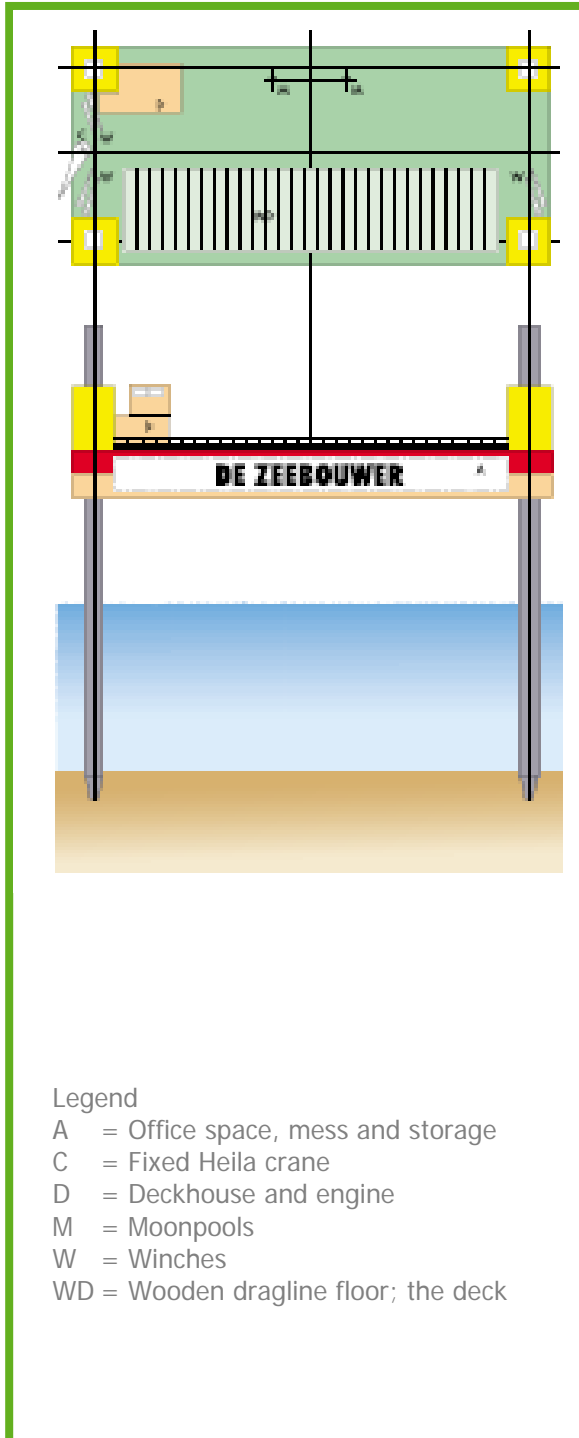 D
M
M
C
W
W
W
WD
D
DE ZEEBOUWER
A
Legend
A = Office space, mess and storage
C = Fixed Heila crane
D = Deckhouse and engine
M = Moonpools
W = Winches
WD = Wooden dragline floor; the deck